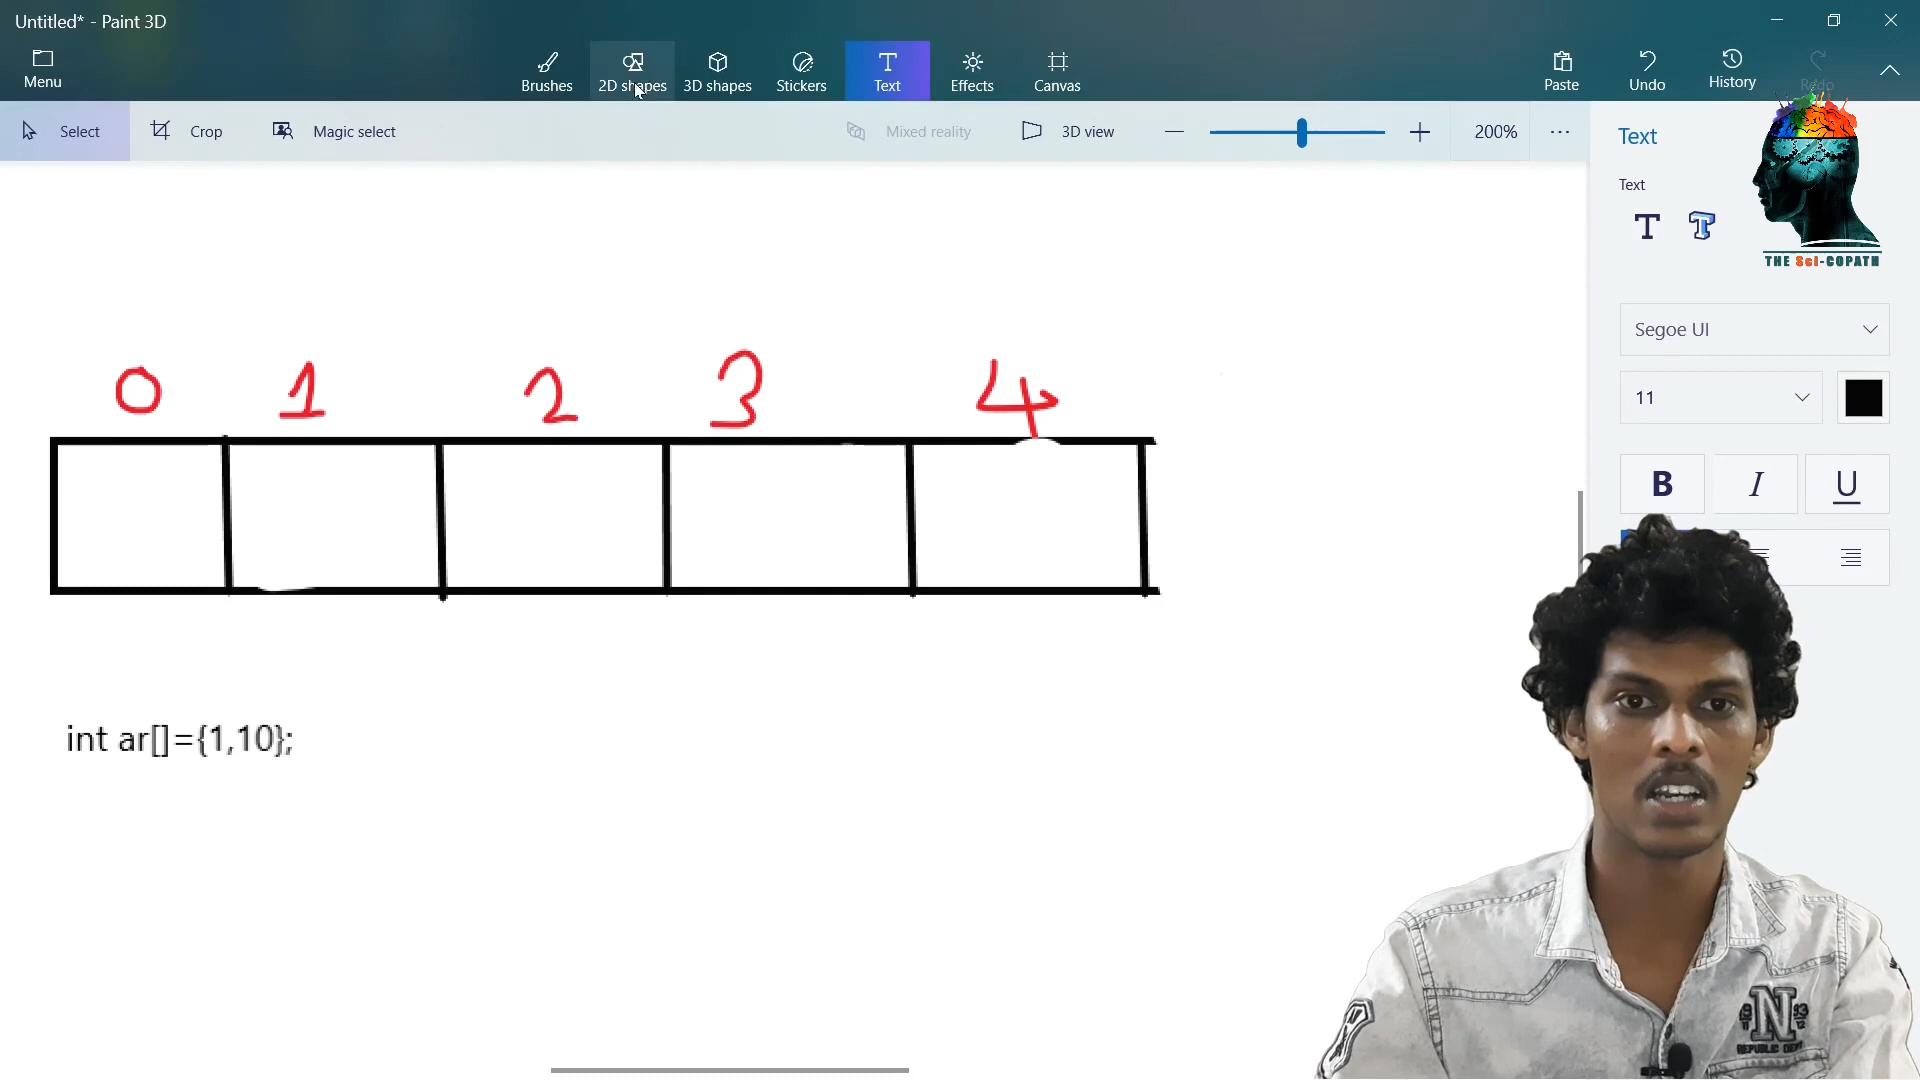 Untitled* - Paint 3D
Menu
Brushes
2D shapes
3D shapes
Stickers
Text
Effects
Canvas
Paste
Undo
History
Redo
Select
Crop
Magic select
Mixed reality
3D view
200%
Text
Text
THE Sci-COPATH
Segoe UI
11
B I U
0 1 2 3 4
int ar[]={1,10};
N
REPUBLIC